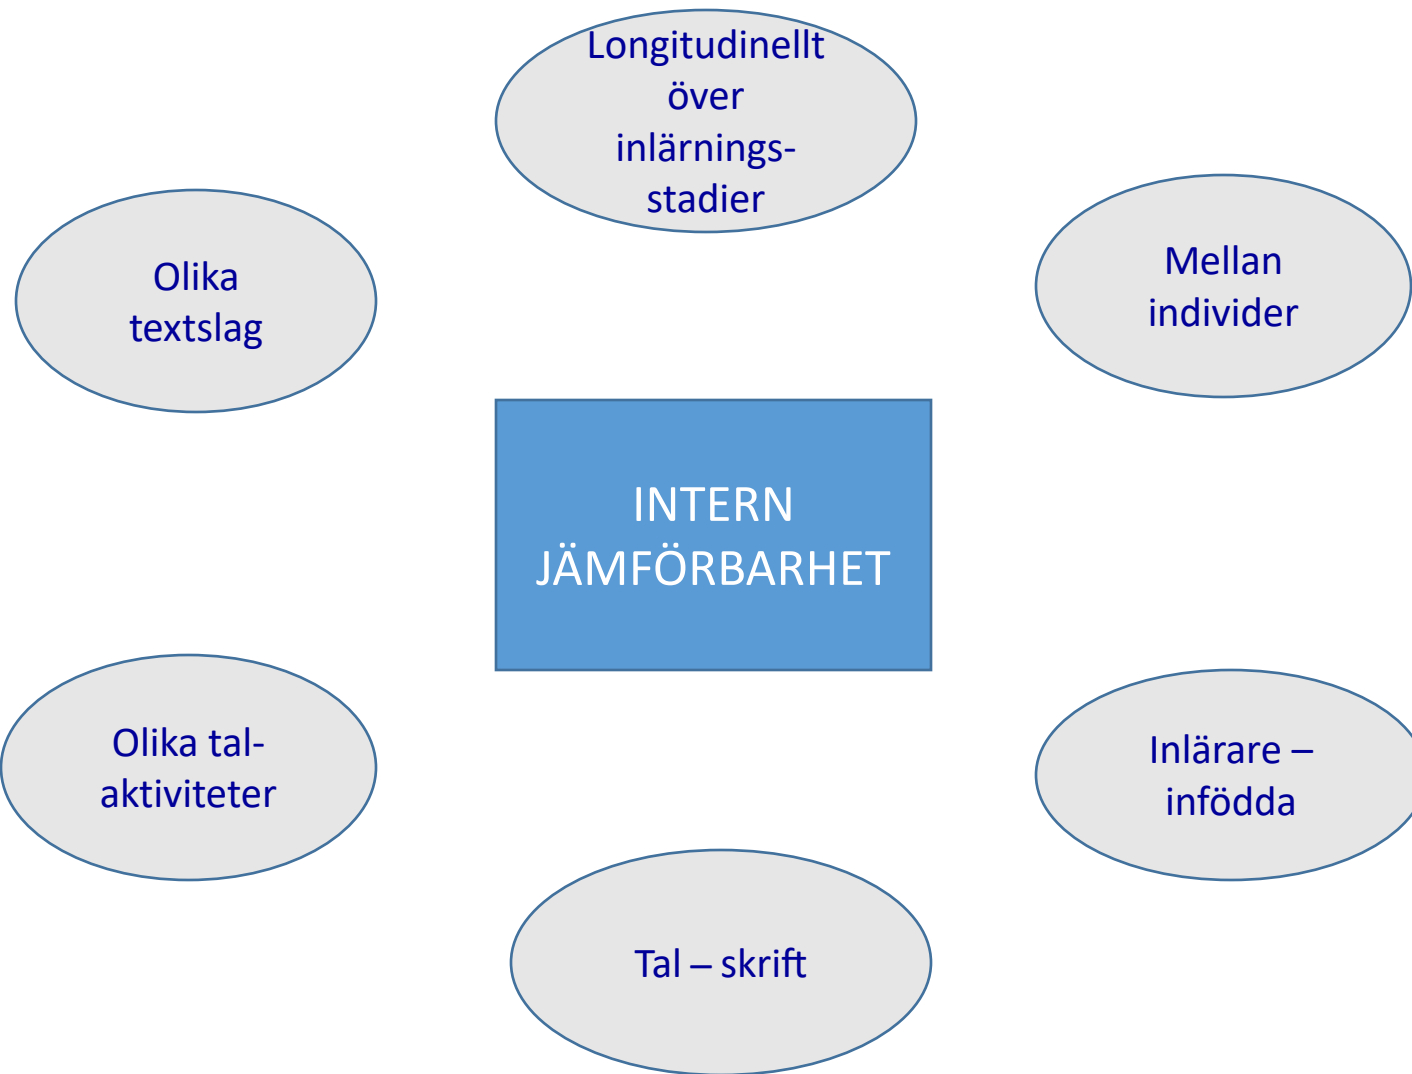 Longitudinellt
över
inlärnings-
stadier
Olika
textslag
Mellan
individer
INTERN
JÄMFÖRBARHET
Olika tal-
aktiviteter
Inlärare –
infödda
Tal – skrift